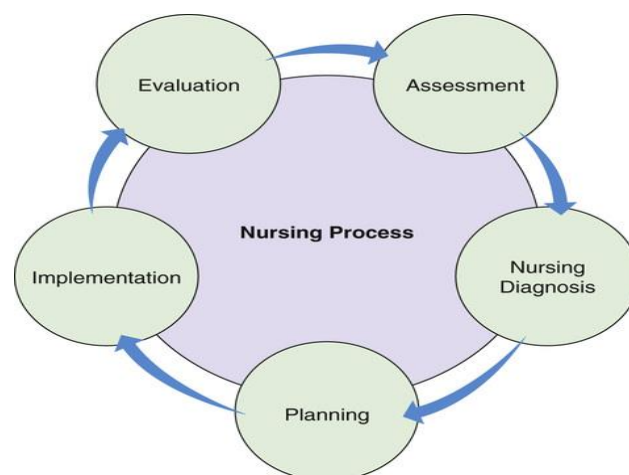 Evaluation
Assessment
Nursing Process
Implementation
Nursing
Diagnosis
Planning